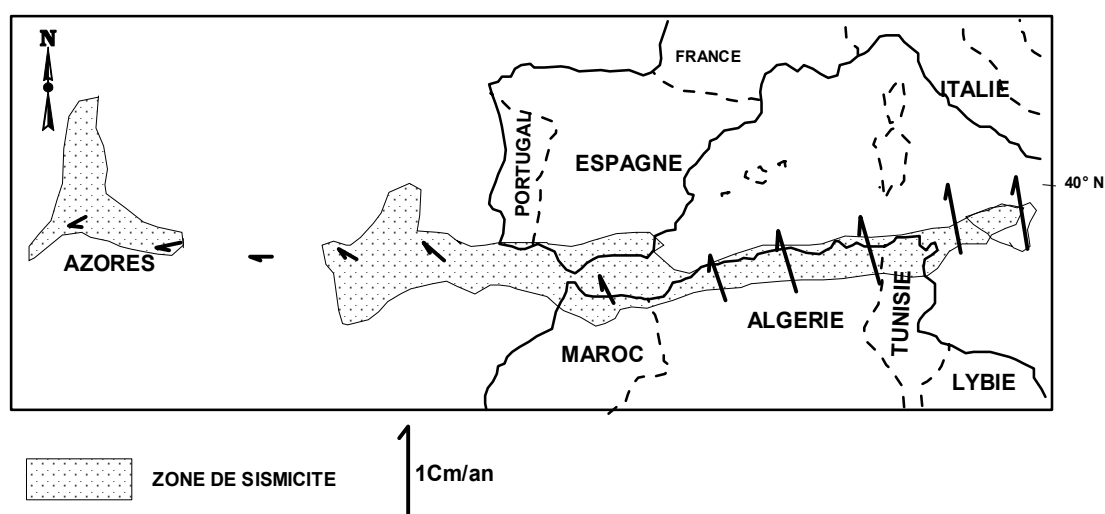 N
FRANCE
ITALIE
PORTUGAL
ESPAGNE
40° N
AZORES
MAROC
ALGERIE
TUNISIE
LYBIE
ZONE DE SISMICITE
1Cm/an